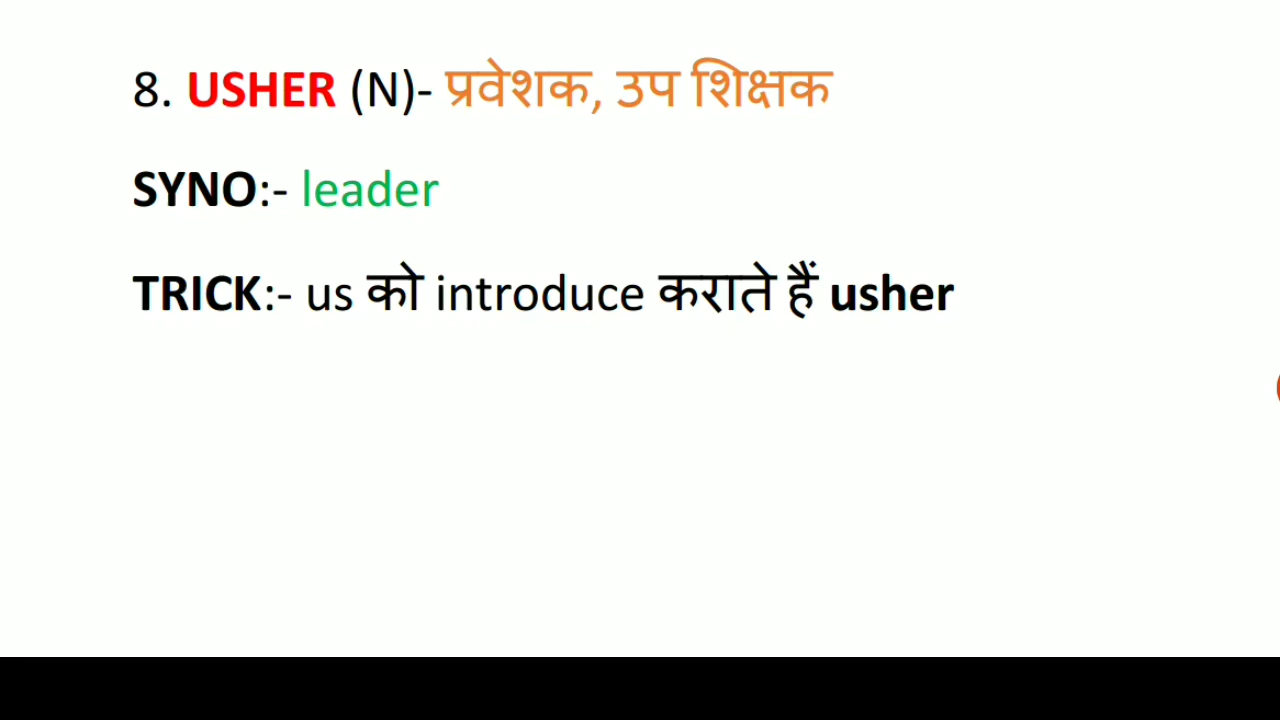 8. USHER (N)- प्रवेशक, उप शिक्षक
SYNO:- leader
TRICK:- us को introduce कराते हैं usher